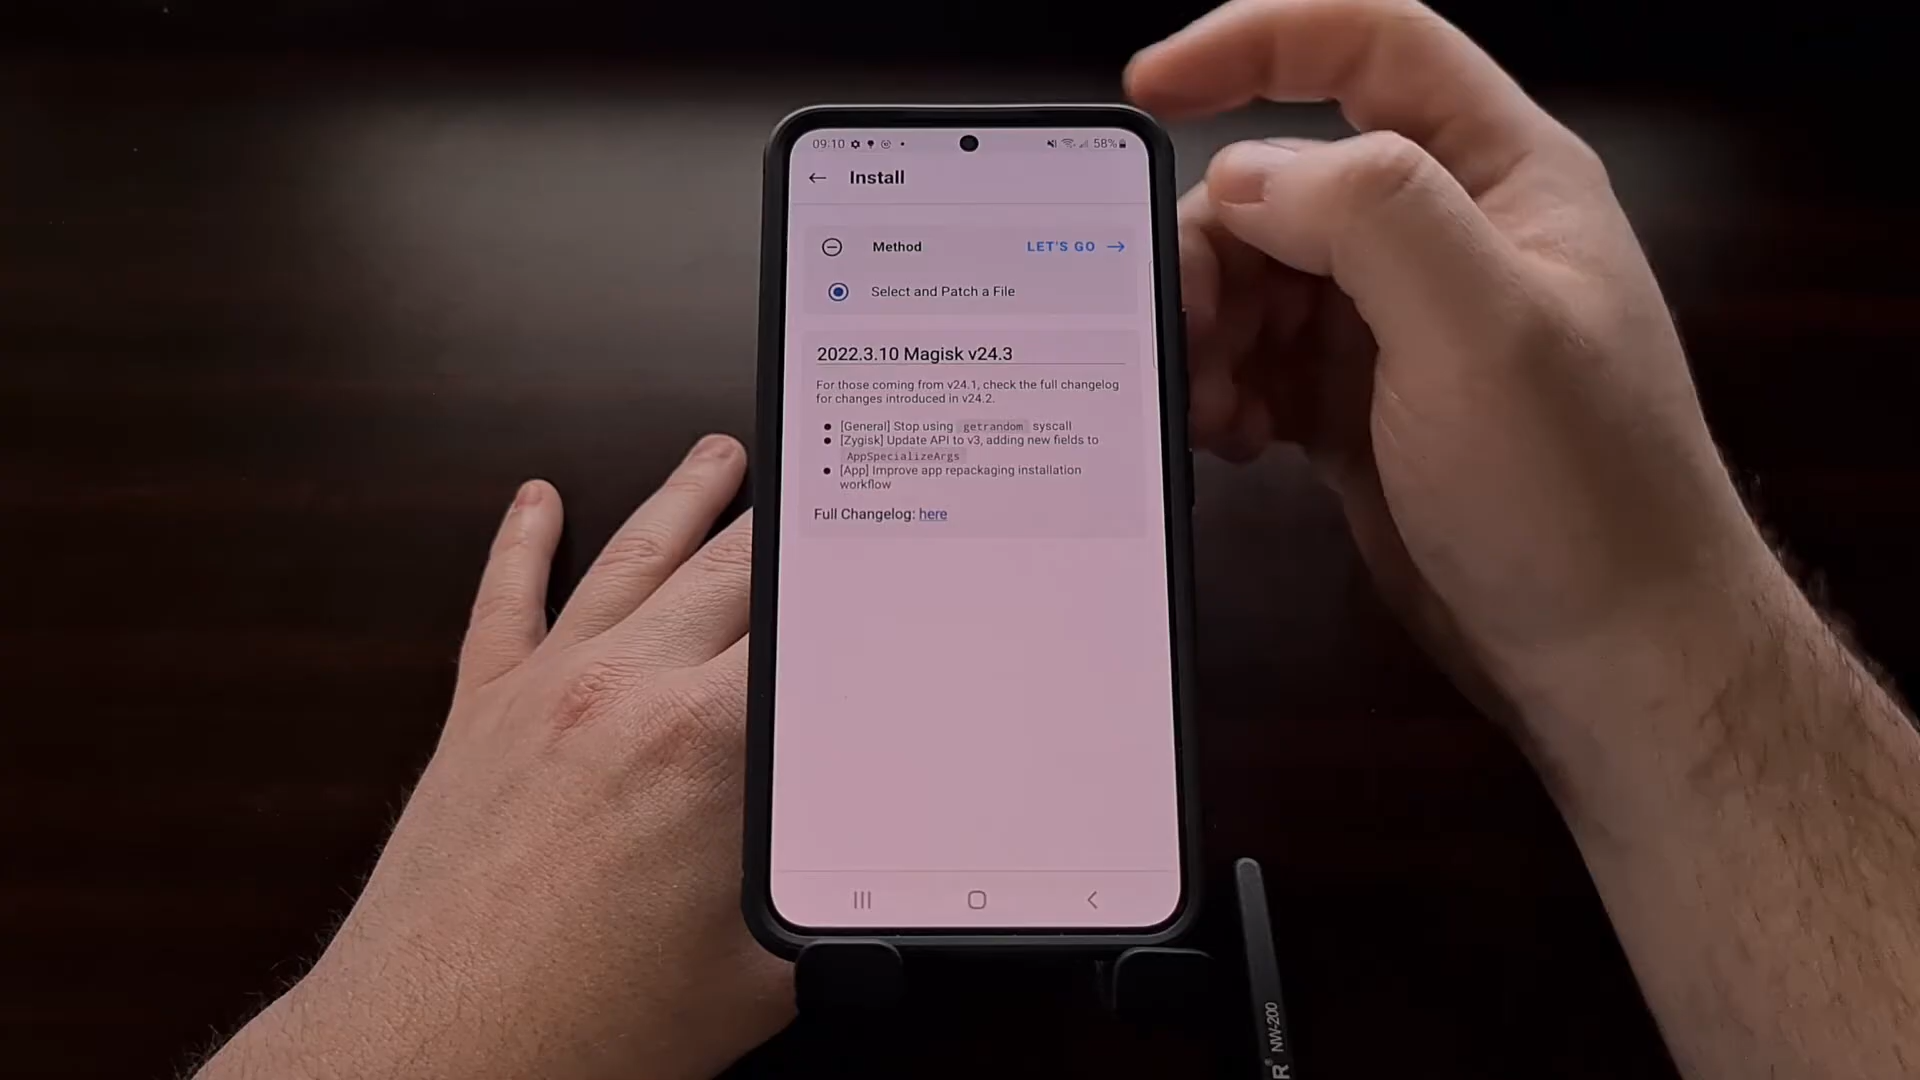 09:10 58%
Install
Method LET'S GO
Select and Patch a File
2022.3.10 Magisk v24.3
For those coming from v24.1, check the full changelog
for changes introduced in v24.2.
[General] Stop using getrandom syscall
[Zygisk] Update API to v3, adding new fields to
AppSpecializeArgs
[App] Improve app repackaging installation
workflow
Full Changelog: here
R® NW-200